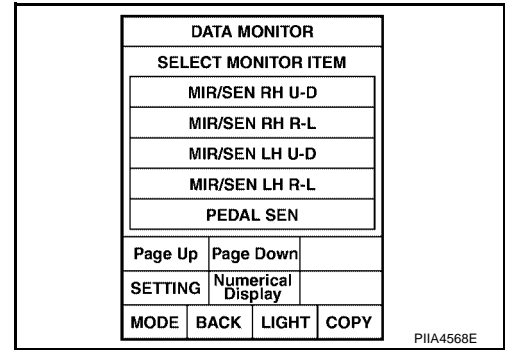 DATA MONITOR
SELECT MONITOR ITEM
MIR/SEN RH U-D
MIR/SEN RH R-L
MIR/SEN LH U-D
MIR/SEN LH R-L
PEDAL SEN
Page Up Page Down
SETTING Numerical Display
MODE BACK LIGHT COPY
PIIA4568E